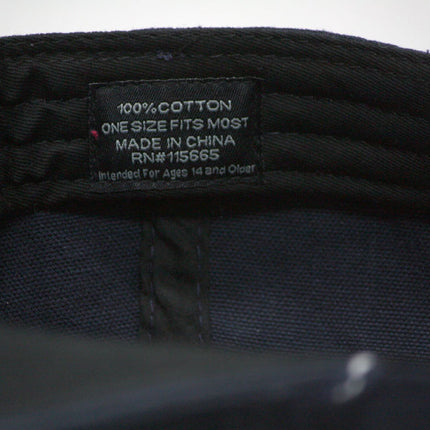 100% COTTON
ONE SIZE FITS MOST
MADE IN CHINA
RN#115665
Intended For Ages 14 and Older